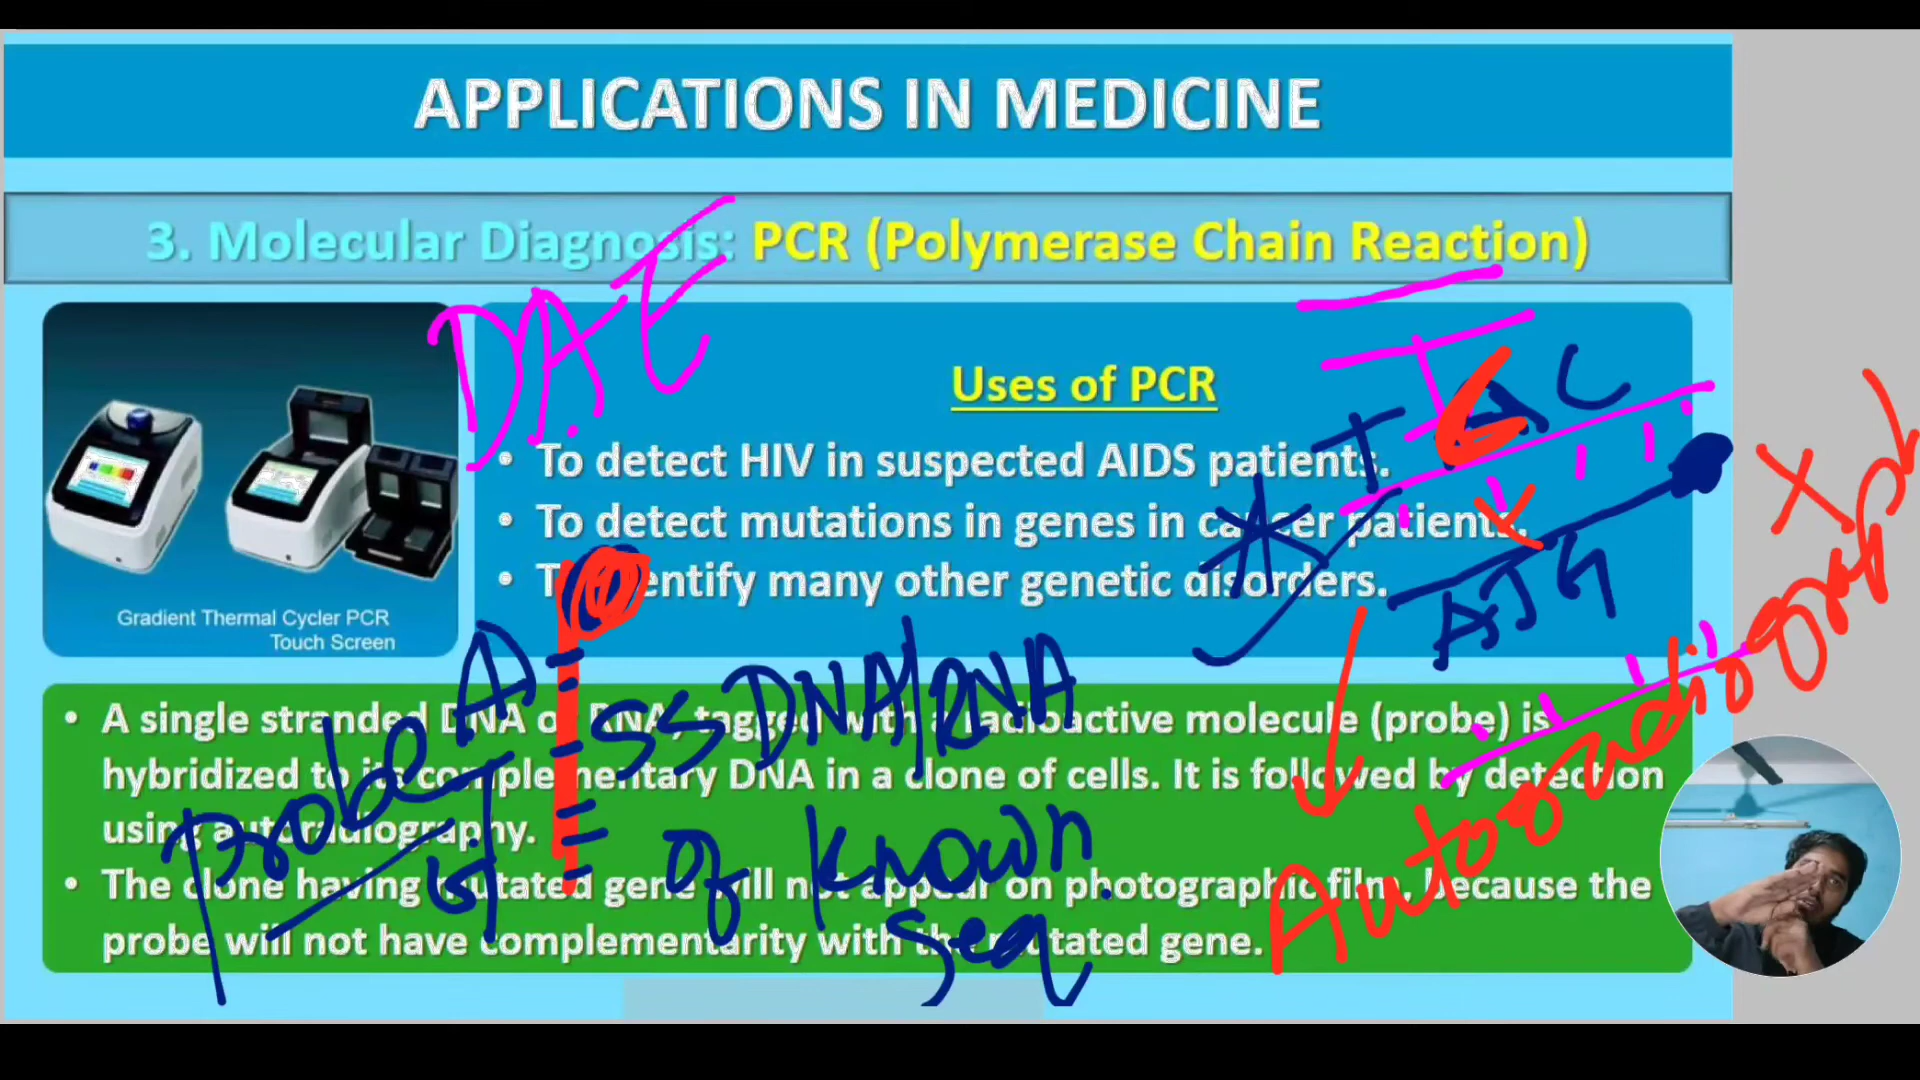 APPLICATIONS IN MEDICINE
3. Molecular Diagnosis: PCR (Polymerase Chain Reaction)
DAE
Uses of PCR
• To detect HIV in suspected AIDS patients.
• To detect mutations in genes in cancer patients.
• To identify many other genetic disorders.
T A C
A T G
Gradient Thermal Cycler PCR
Touch Screen
• A single stranded DNA or RNA, tagged with a radioactive molecule (probe) is
hybridized to its complementary DNA in a clone of cells. It is followed by detection
using autoradiography.
• The clone having mutated gene will not appear on photographic film, because the
probe will not have complementarity with the mutated gene.
probe
SS DNA/RNA
of known
seq.
Autoradiograph